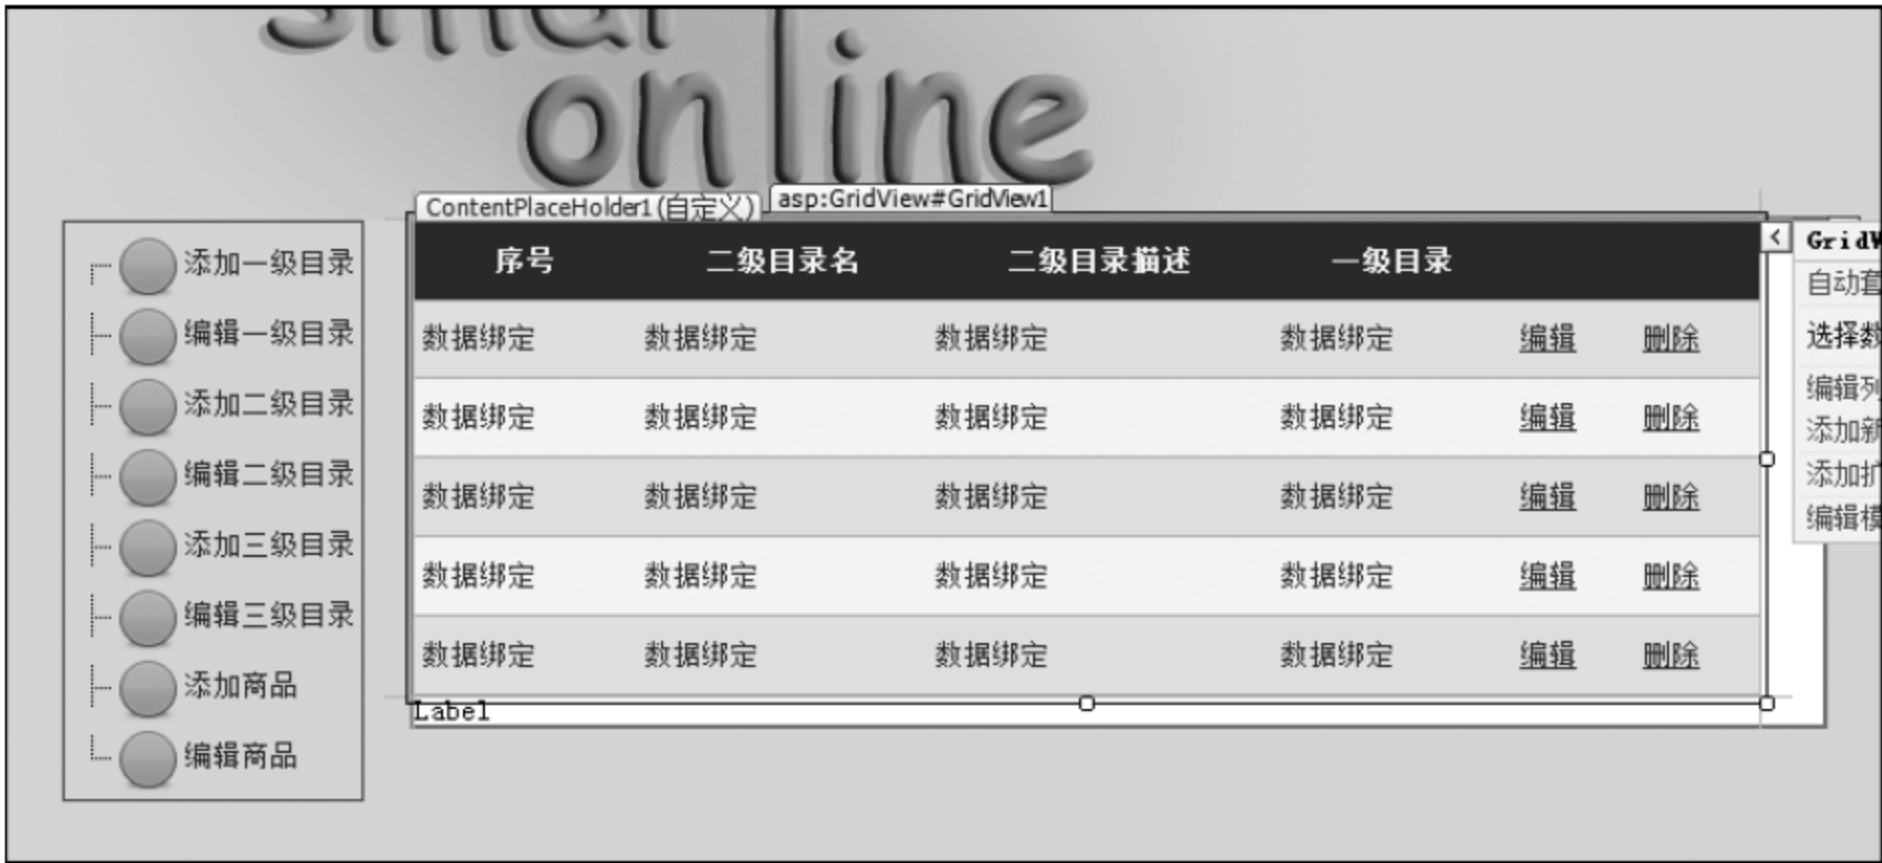 on line
ContentPlaceHolder1 (自定义)
asp:GridView#GridView1
添加一级目录
编辑一级目录
添加二级目录
编辑二级目录
添加三级目录
编辑三级目录
添加商品
编辑商品
序号 二级目录名 二级目录描述 一级目录
数据绑定 数据绑定 数据绑定 数据绑定 编辑 删除
数据绑定 数据绑定 数据绑定 数据绑定 编辑 删除
数据绑定 数据绑定 数据绑定 数据绑定 编辑 删除
数据绑定 数据绑定 数据绑定 数据绑定 编辑 删除
数据绑定 数据绑定 数据绑定 数据绑定 编辑 删除
Label
<
Grid
自动套
选择数
编辑列
添加新
添加扩
编辑模